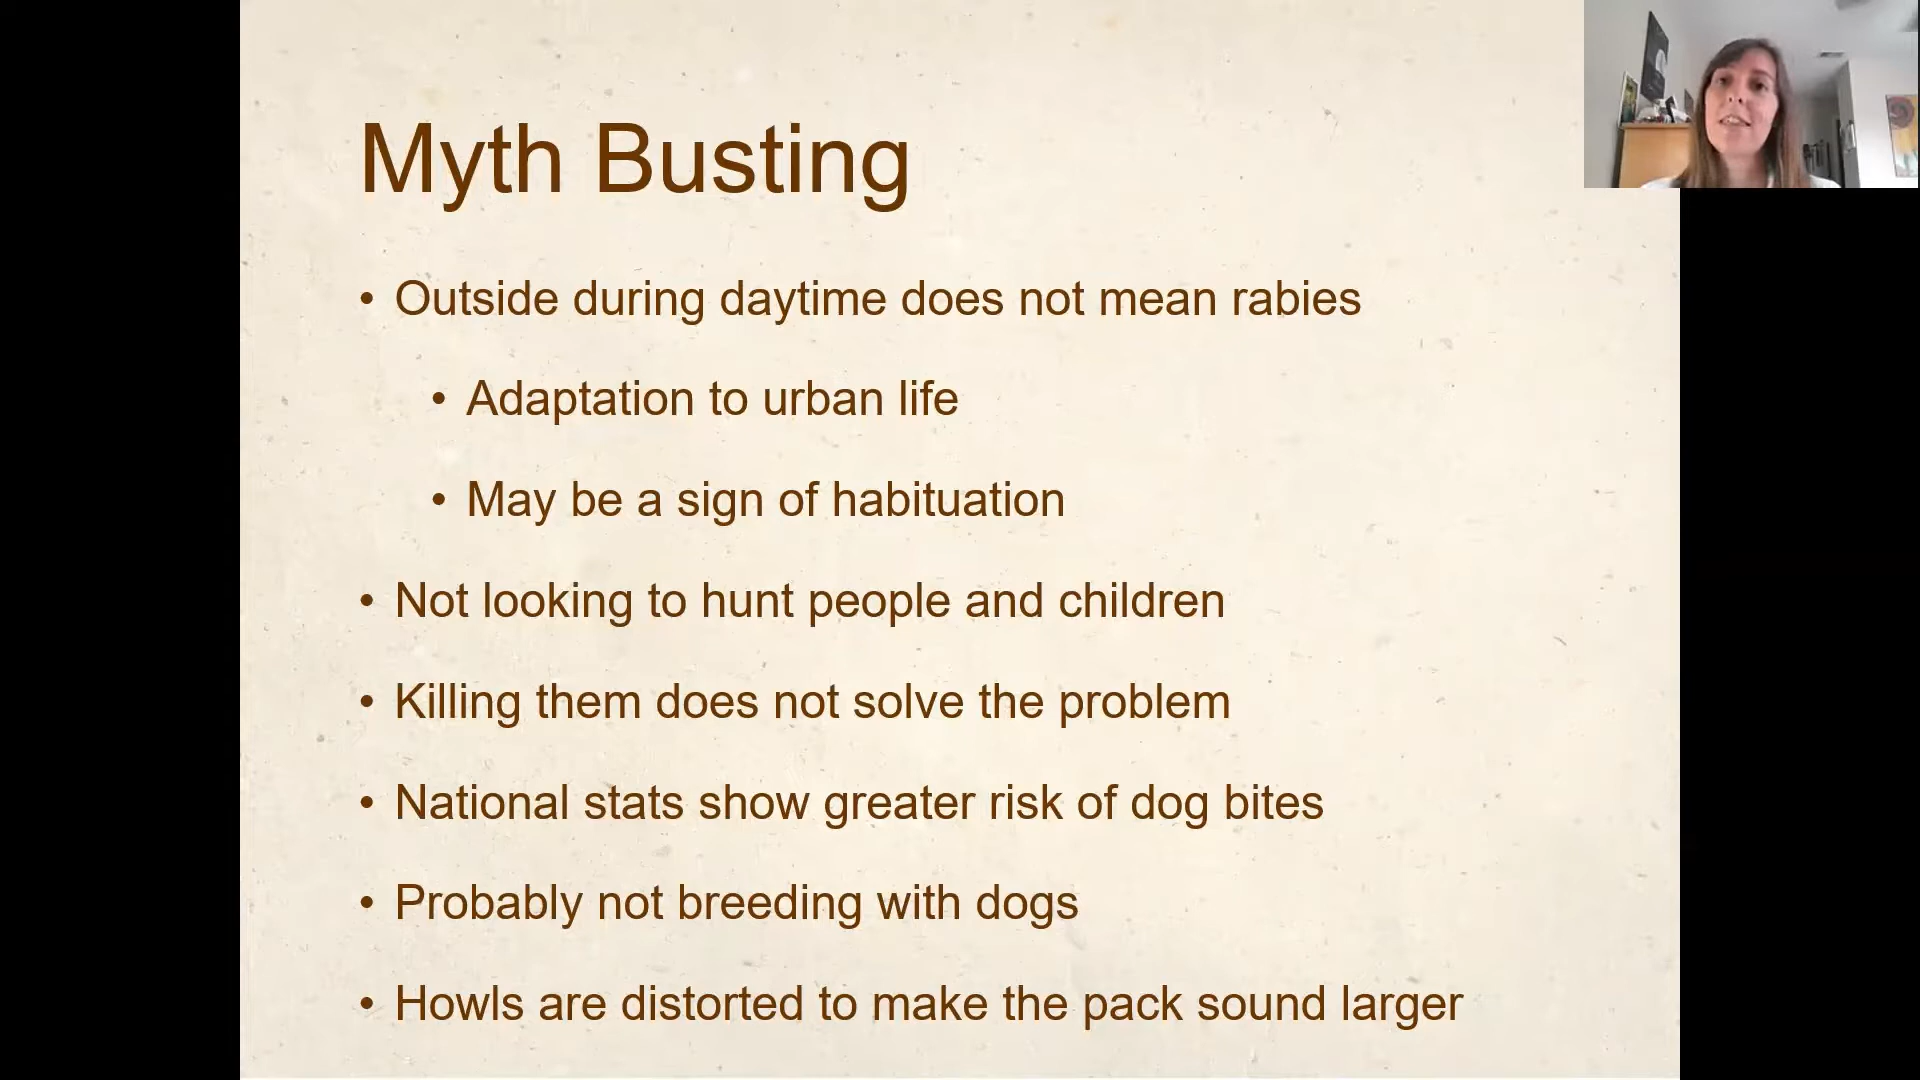 Myth Busting
• Outside during daytime does not mean rabies
• Adaptation to urban life
• May be a sign of habituation
• Not looking to hunt people and children
• Killing them does not solve the problem
• National stats show greater risk of dog bites
• Probably not breeding with dogs
• Howls are distorted to make the pack sound larger